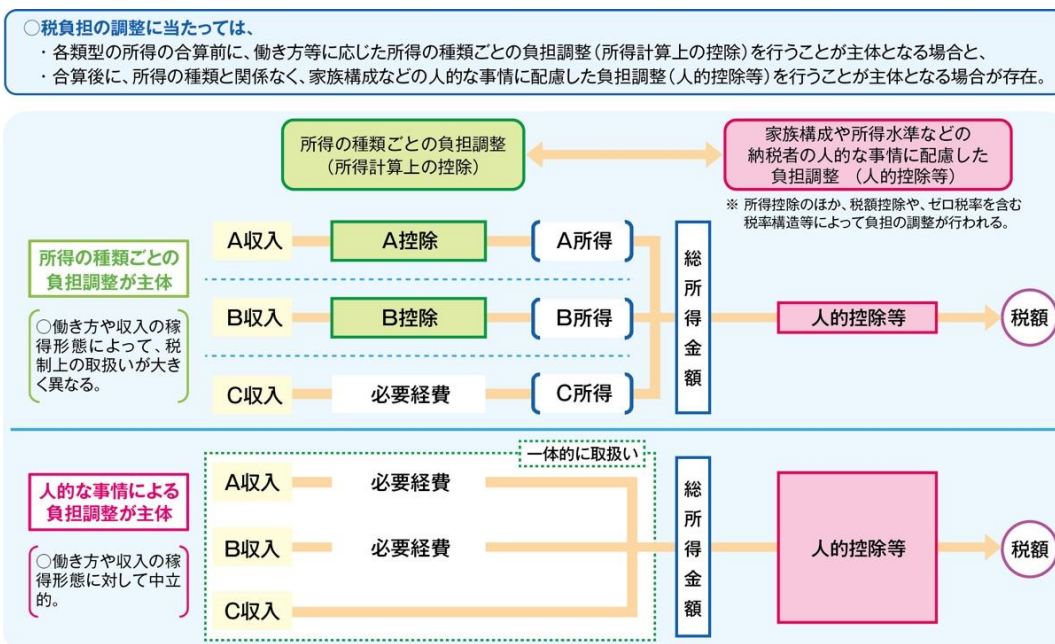 ○税負担の調整に当たっては、
・各類型の所得の合算前に、働き方等に応じた所得の種類ごとの負担調整(所得計算上の控除)を行うことが主体となる場合と、
・合算後に、所得の種類と関係なく、家族構成などの人的な事情に配慮した負担調整(人的控除等)を行うことが主体となる場合が存在。
所得の種類ごとの負担調整
(所得計算上の控除)
家族構成や所得水準などの
納税者の人的な事情に配慮した
負担調整 (人的控除等)
※ 所得控除のほか、税額控除や、ゼロ税率を含む
税率構造等によって負担の調整が行われる。
所得の種類ごとの
負担調整が主体
○働き方や収入の稼
得形態によって、税
制上の取扱いが大き
く異なる。
A収入
A控除
A所得
B収入
B控除
B所得
C収入
必要経費
C所得
総所得金額
人的控除等
税額
人的な事情による
負担調整が主体
○働き方や収入の稼
得形態に対して中立
的。
一体的に取扱い
A収入
必要経費
B収入
必要経費
C収入
総所得金額
人的控除等
税額